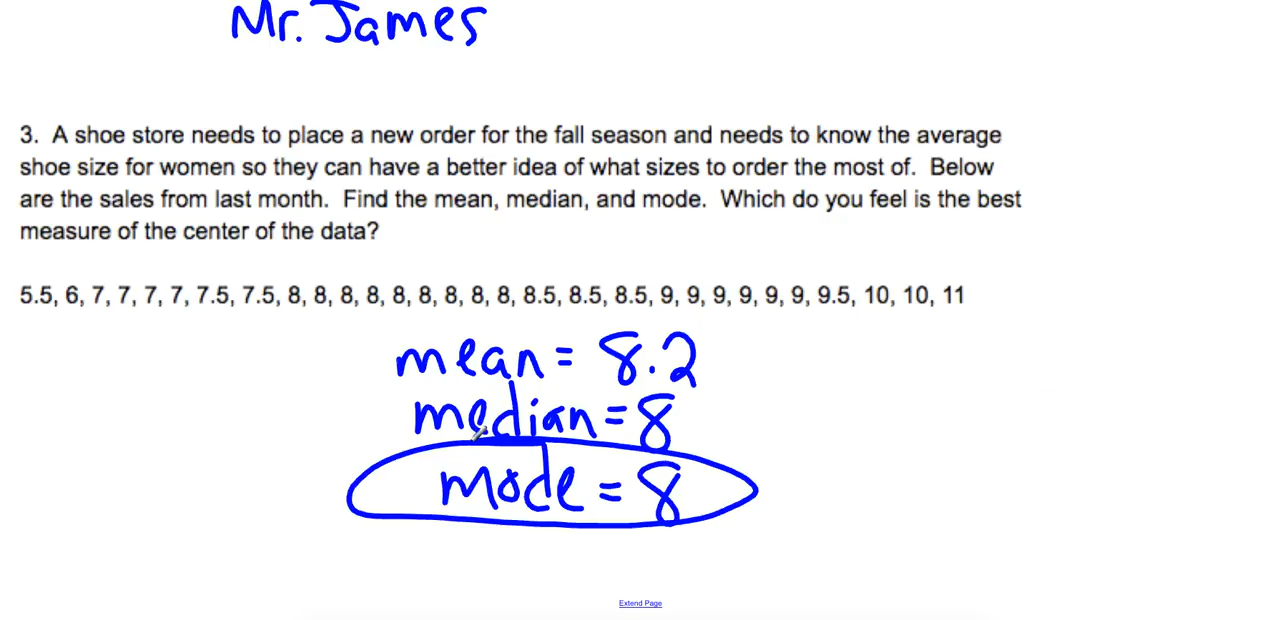 Mr. James
3. A shoe store needs to place a new order for the fall season and needs to know the average
shoe size for women so they can have a better idea of what sizes to order the most of. Below
are the sales from last month. Find the mean, median, and mode. Which do you feel is the best
measure of the center of the data?
5.5, 6, 7, 7, 7, 7, 7.5, 7.5, 8, 8, 8, 8, 8, 8, 8, 8, 8, 8.5, 8.5, 8.5, 9, 9, 9, 9, 9, 9, 9.5, 10, 10, 11
mean = 8.2
median = 8
mode = 8
Extend Page